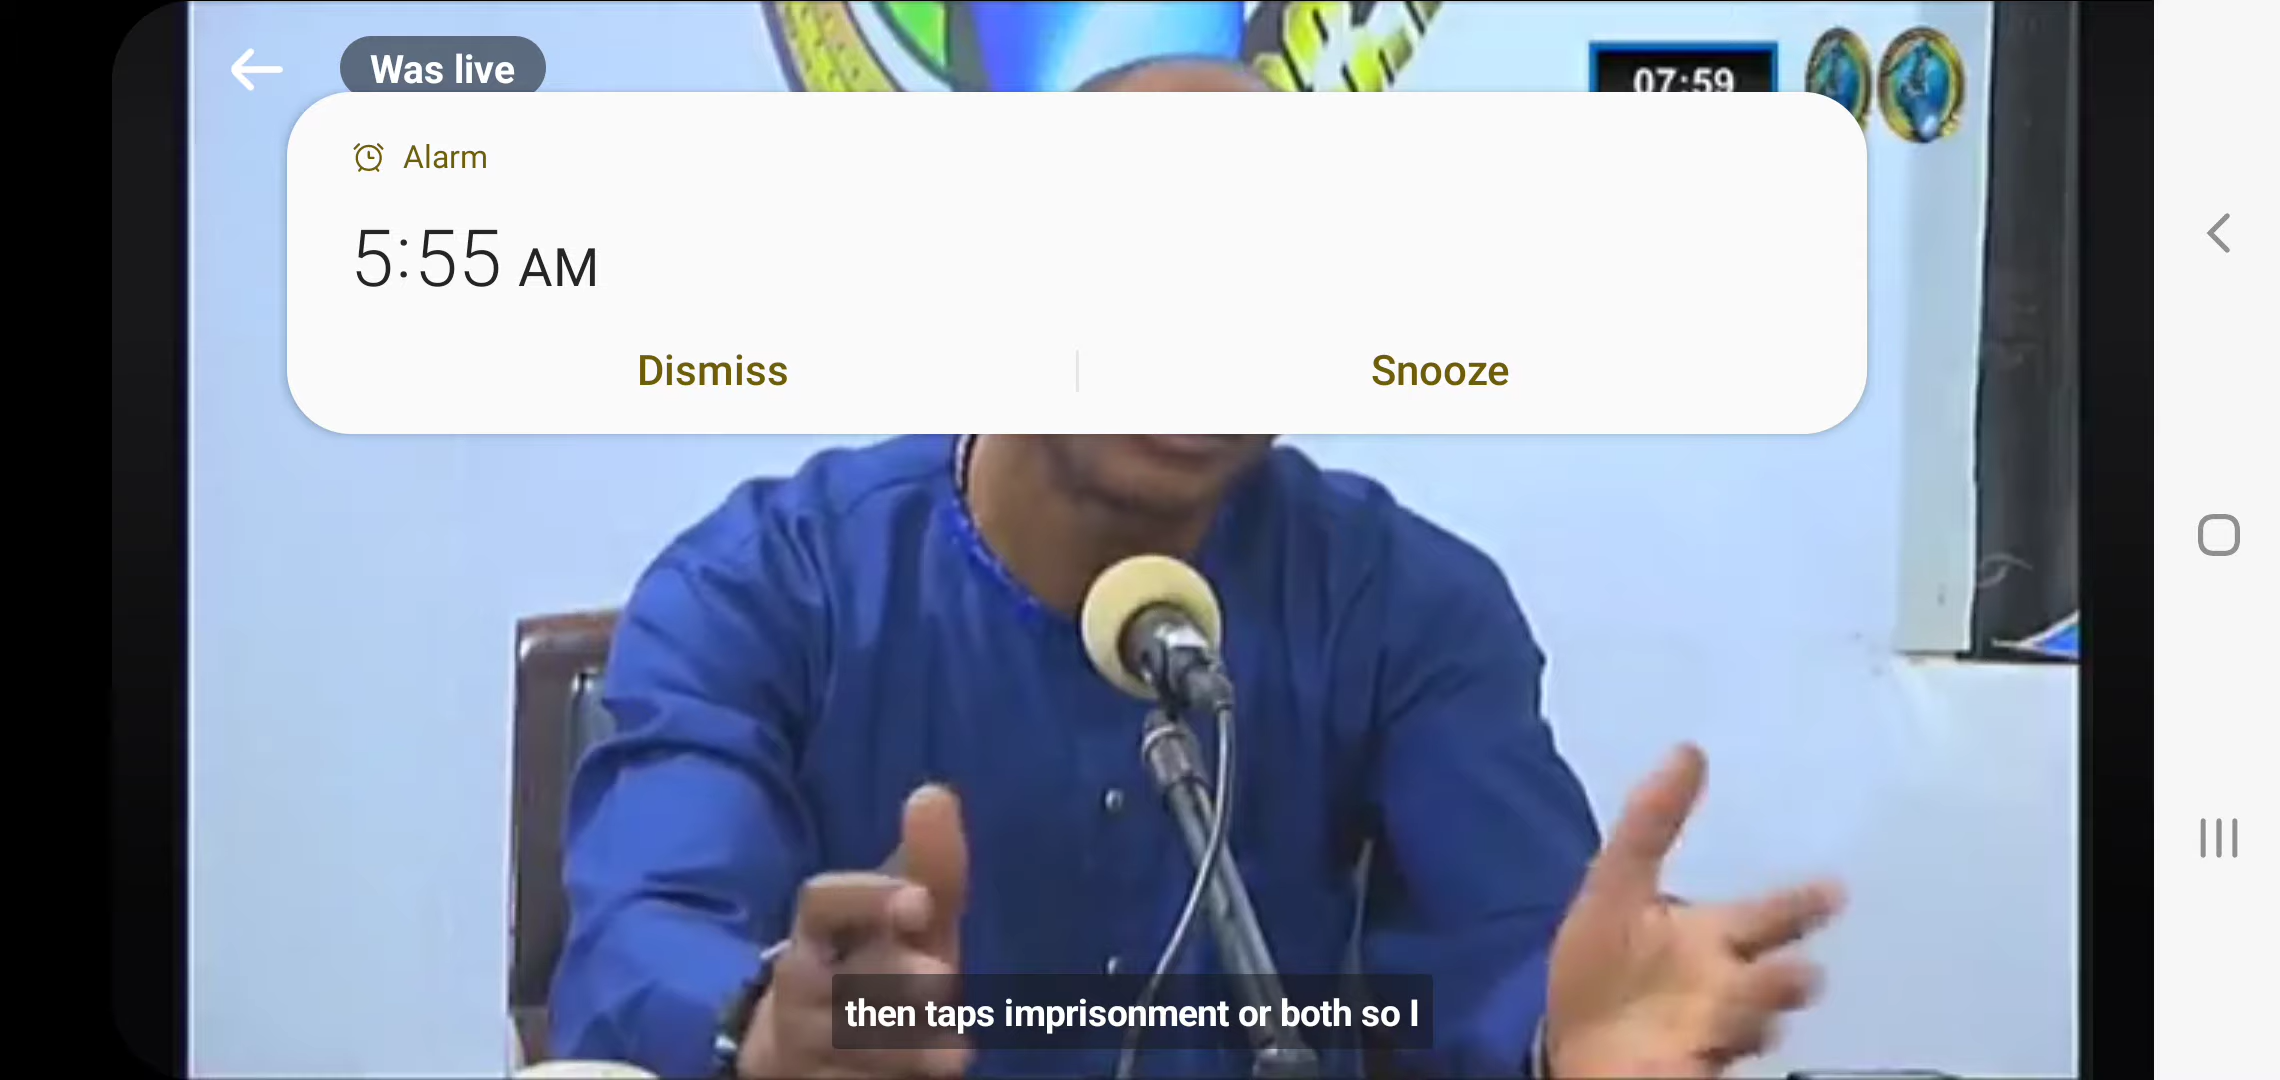 Was live
07:59
Alarm
5:55 AM
Dismiss
Snooze
then taps imprisonment or both so I